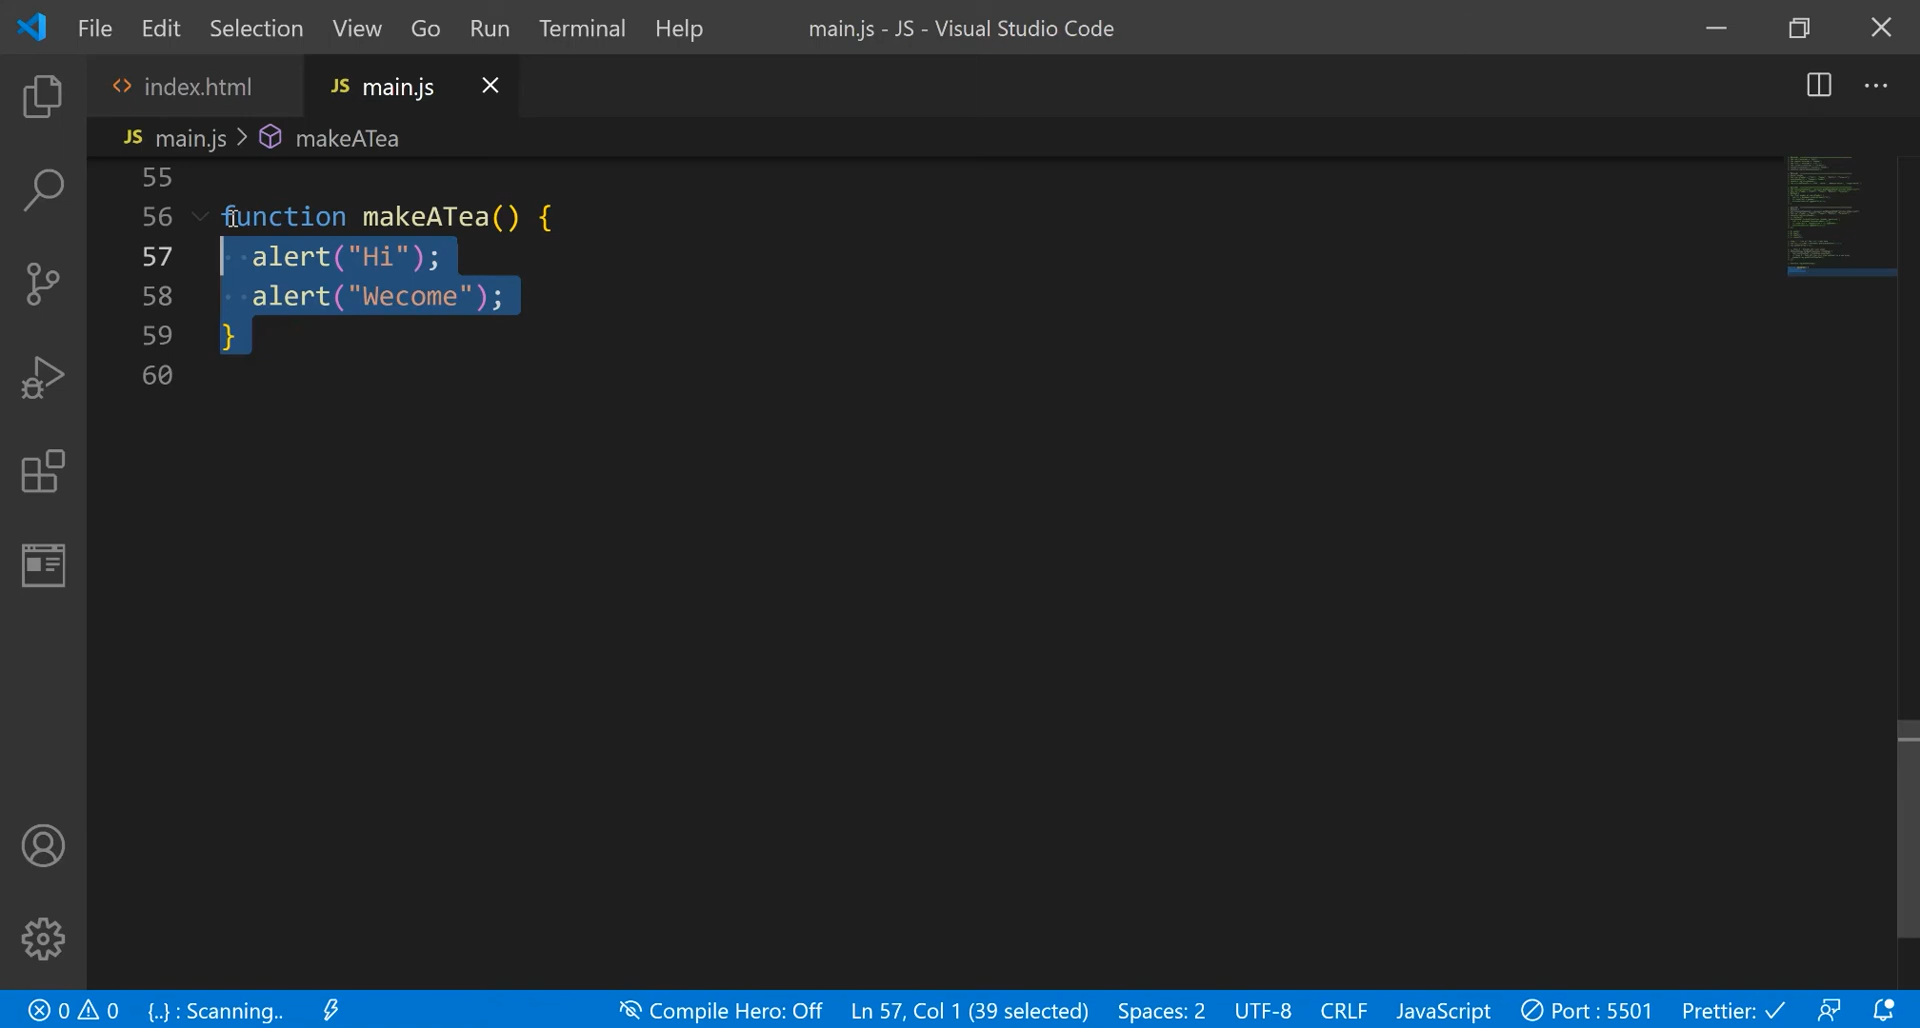 File Edit Selection View Go Run Terminal Help main.js - JS - Visual Studio Code
index.html JS main.js
JS main.js > makeATea
55
56 function makeATea() {
57 alert("Hi");
58 alert("Wecome");
59 }
60
0 0 {..} : Scanning.. Compile Hero: Off Ln 57, Col 1 (39 selected) Spaces: 2 UTF-8 CRLF JavaScript Port : 5501 Prettier: